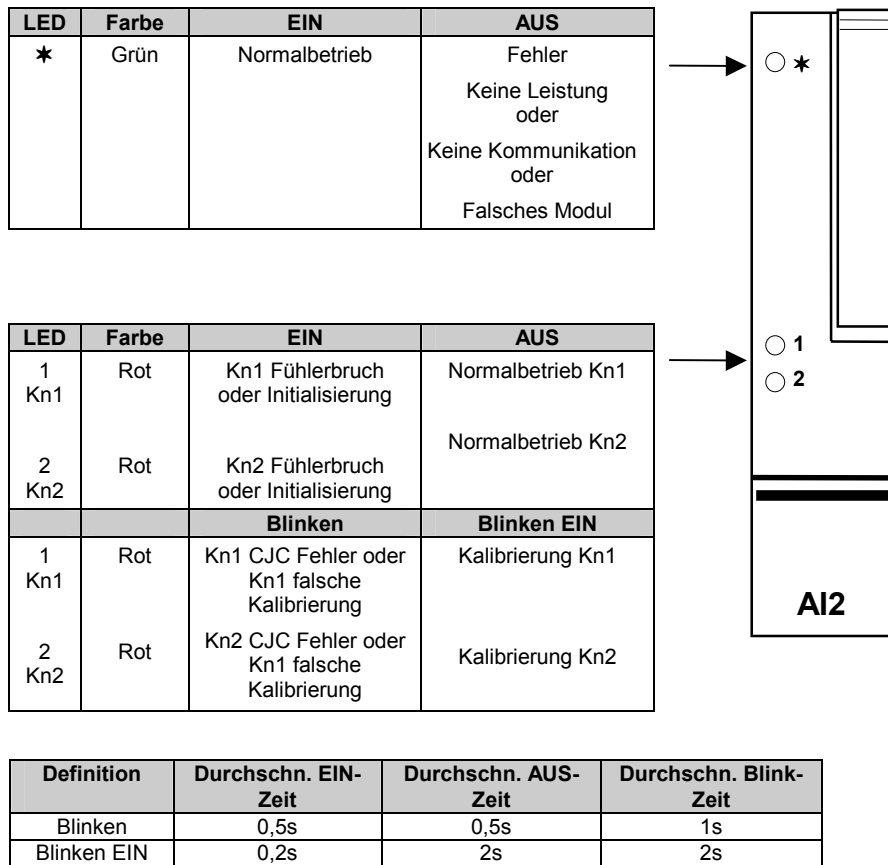 LED Farbe EIN AUS
✶ Grün Normalbetrieb Fehler
Keine Leistung
oder
Keine Kommunikation
oder
Falsches Modul
✶
LED Farbe EIN AUS
1 Rot Kn1 Fühlerbruch Normalbetrieb Kn1
Kn1 oder Initialisierung
Normalbetrieb Kn2
2 Rot Kn2 Fühlerbruch
Kn2 oder Initialisierung
Blinken Blinken EIN
1 Rot Kn1 CJC Fehler oder Kalibrierung Kn1
Kn1 Kn1 falsche
Kalibrierung
2 Rot Kn2 CJC Fehler oder Kalibrierung Kn2
Kn2 Kn1 falsche
Kalibrierung
1
2
AI2
Definition Durchschn. EIN- Durchschn. AUS- Durchschn. Blink-
Zeit Zeit Zeit
Blinken 0,5s 0,5s 1s
Blinken EIN 0,2s 2s 2s